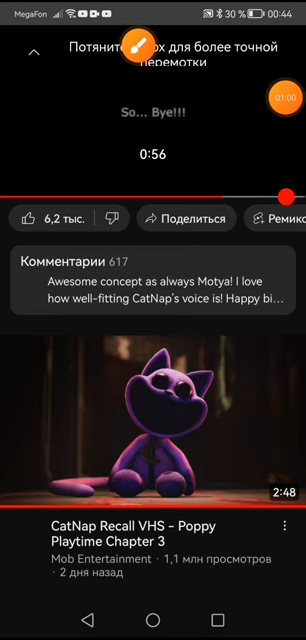 MegaFon 30 % 00:44
Потяните вверх для более точной
перемотки
01:00
So... Bye!!!
0:56
6,2 тыс. Поделиться Ремикс
Комментарии 617
Awesome concept as always Motya! I love
how well-fitting CatNap's voice is! Happy bi...
2:48
CatNap Recall VHS - Poppy
Playtime Chapter 3
Mob Entertainment · 1,1 млн просмотров
· 2 дня назад